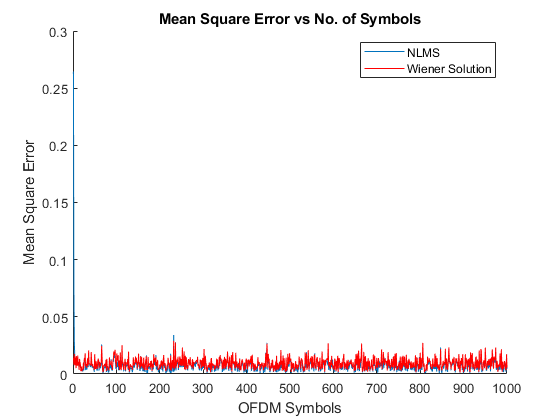 Mean Square Error vs No. of Symbols
NLMS
Wiener Solution
Mean Square Error
0.3
0.25
0.2
0.15
0.1
0.05
0
0 100 200 300 400 500 600 700 800 900 1000
OFDM Symbols